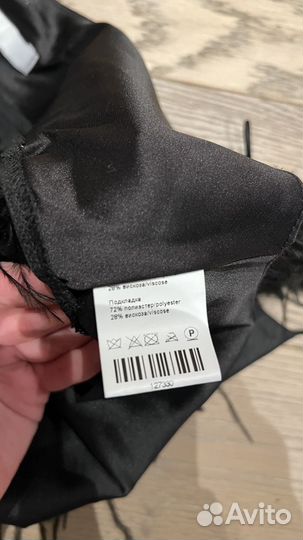 28% вискоза/viscose
Подкладка
72% полиэстер/polyester
28% вискоза/viscose
P
127330
Avito